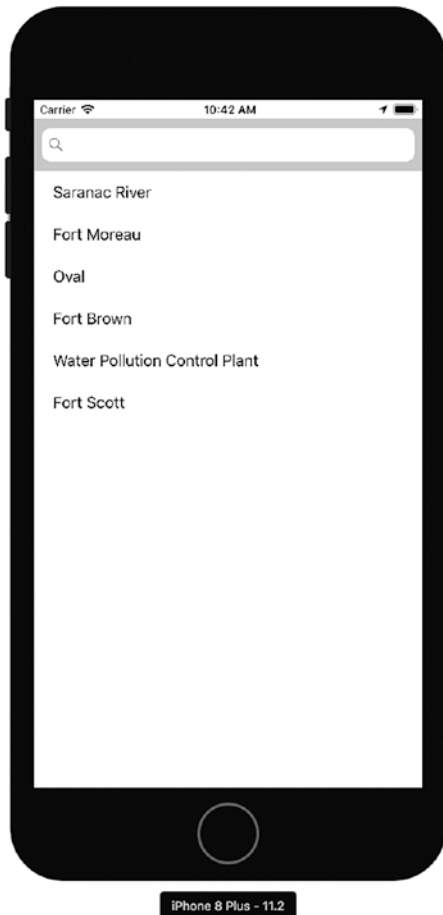 Carrier 10:42 AM
Saranac River
Fort Moreau
Oval
Fort Brown
Water Pollution Control Plant
Fort Scott
iPhone 8 Plus - 11.2